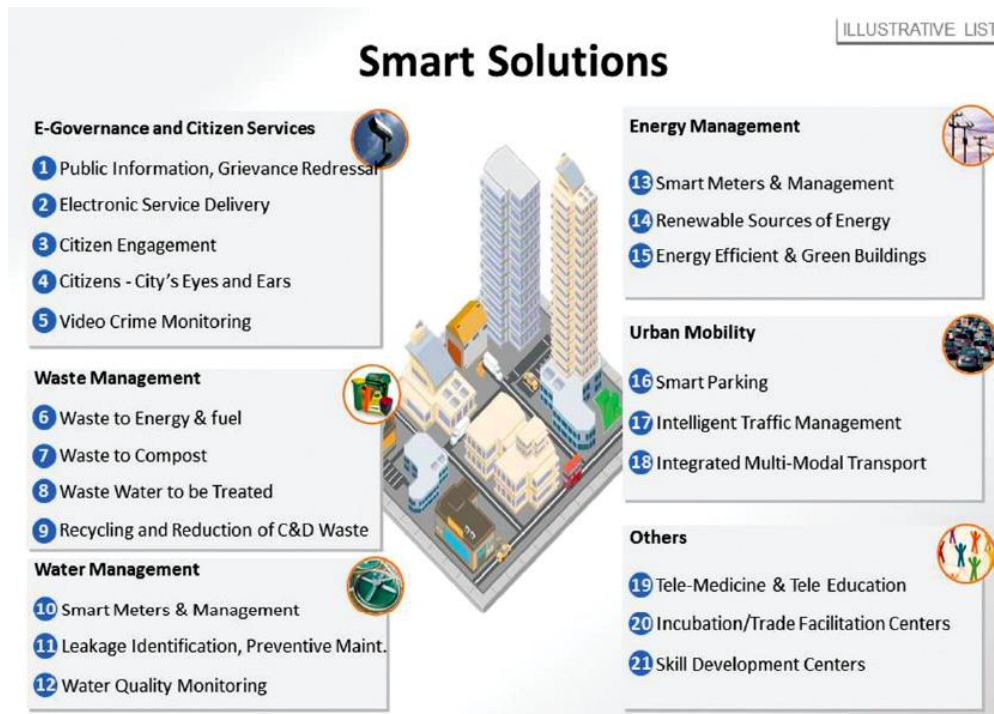 ILLUSTRATIVE LIST
Smart Solutions
E-Governance and Citizen Services
1 Public Information, Grievance Redressal
2 Electronic Service Delivery
3 Citizen Engagement
4 Citizens - City's Eyes and Ears
5 Video Crime Monitoring
Waste Management
6 Waste to Energy & fuel
7 Waste to Compost
8 Waste Water to be Treated
9 Recycling and Reduction of C&D Waste
Water Management
10 Smart Meters & Management
11 Leakage Identification, Preventive Maint.
12 Water Quality Monitoring
Energy Management
13 Smart Meters & Management
14 Renewable Sources of Energy
15 Energy Efficient & Green Buildings
Urban Mobility
16 Smart Parking
17 Intelligent Traffic Management
18 Integrated Multi-Modal Transport
Others
19 Tele-Medicine & Tele Education
20 Incubation/Trade Facilitation Centers
21 Skill Development Centers